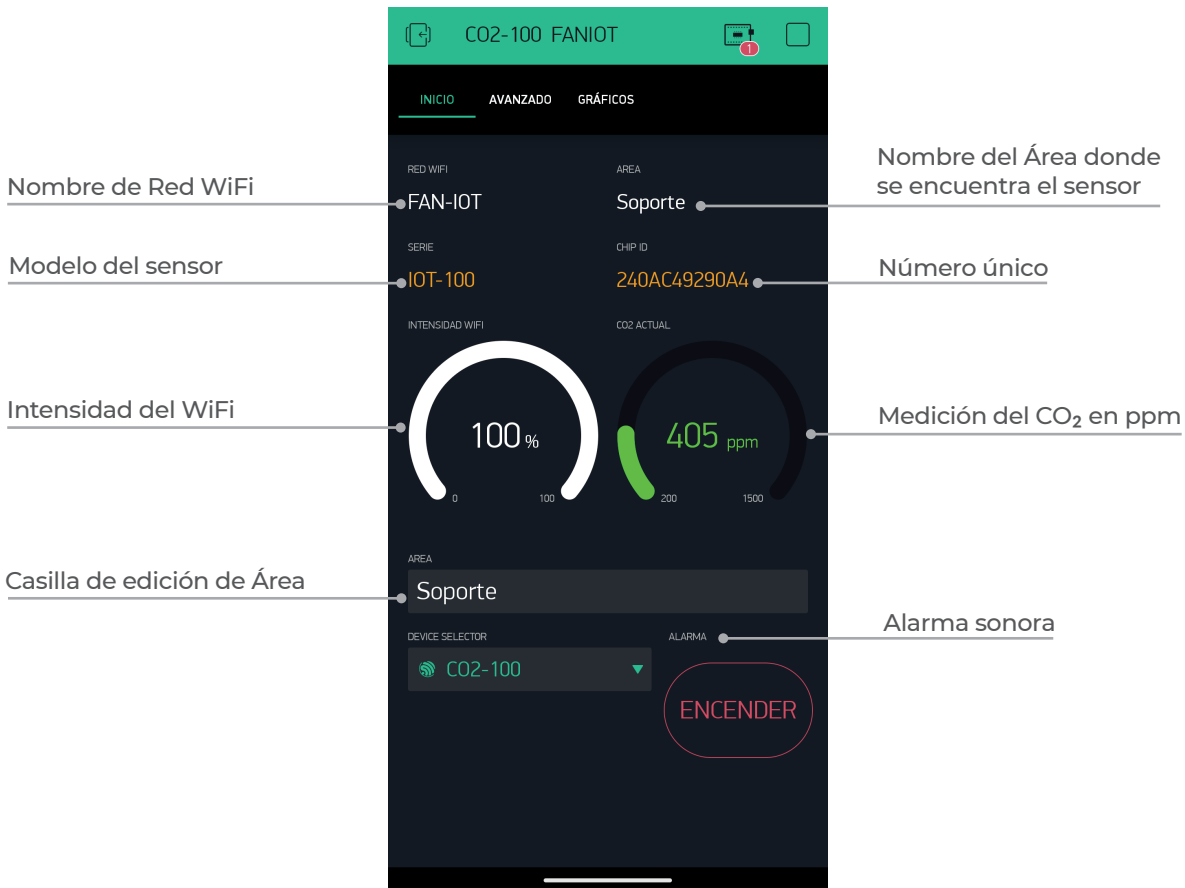 CO2-100 FANIOT
1
INICIO AVANZADO GRÁFICOS
Nombre de Red WiFi
RED WIFI
FAN-IOT
AREA
Soporte
Nombre del Área donde
se encuentra el sensor
Modelo del sensor
SERIE
IOT-100
CHIP ID
240AC49290A4
Número único
Intensidad del WiFi
INTENSIDAD WIFI
100 %
0 100
CO2 ACTUAL
405 ppm
200 1500
Medición del CO₂ en ppm
Casilla de edición de Área
AREA
Soporte
DEVICE SELECTOR
CO2-100
ALARMA
Alarma sonora
ENCENDER